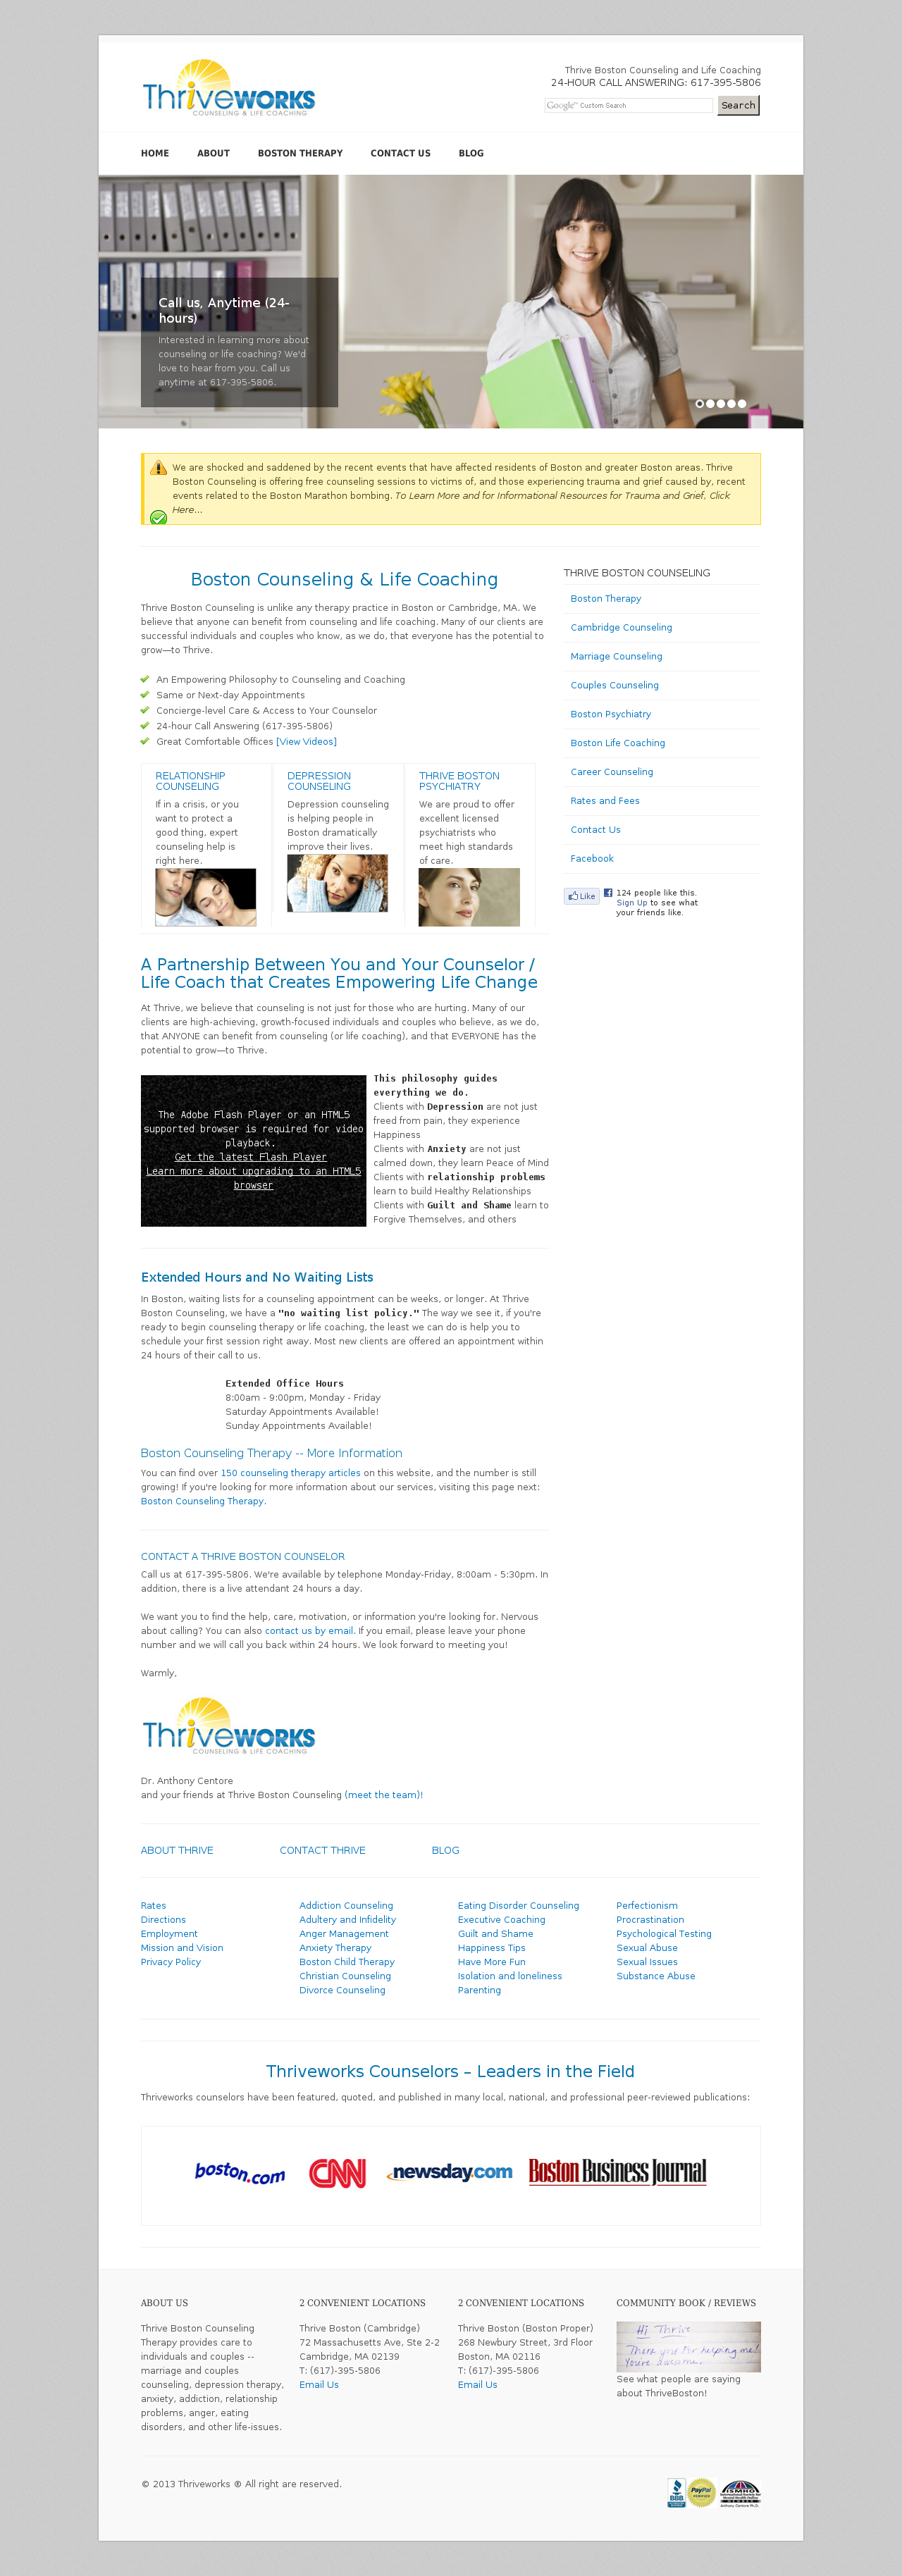 Thriveworks
COUNSELING & LIFE COACHING
Thrive Boston Counseling and Life Coaching
24-HOUR CALL ANSWERING: 617-395-5806
Google™ Custom Search
Search
HOME
ABOUT
BOSTON THERAPY
CONTACT US
BLOG
Call us, Anytime (24-
hours)
Interested in learning more about
counseling or life coaching? We'd
love to hear from you. Call us
anytime at 617-395-5806.
We are shocked and saddened by the recent events that have affected residents of Boston and greater Boston areas. Thrive
Boston Counseling is offering free counseling sessions to victims of, and those experiencing trauma and grief caused by, recent
events related to the Boston Marathon bombing. To Learn More and for Informational Resources for Trauma and Grief, Click
Here...
Boston Counseling & Life Coaching
Thrive Boston Counseling is unlike any therapy practice in Boston or Cambridge, MA. We
believe that anyone can benefit from counseling and life coaching. Many of our clients are
successful individuals and couples who know, as we do, that everyone has the potential to
grow—to Thrive.
An Empowering Philosophy to Counseling and Coaching
Same or Next-day Appointments
Concierge-level Care & Access to Your Counselor
24-hour Call Answering (617-395-5806)
Great Comfortable Offices [View Videos]
RELATIONSHIP
COUNSELING
If in a crisis, or you
want to protect a
good thing, expert
counseling help is
right here.
DEPRESSION
COUNSELING
Depression counseling
is helping people in
Boston dramatically
improve their lives.
THRIVE BOSTON
PSYCHIATRY
We are proud to offer
excellent licensed
psychiatrists who
meet high standards
of care.
THRIVE BOSTON COUNSELING
Boston Therapy
Cambridge Counseling
Marriage Counseling
Couples Counseling
Boston Psychiatry
Boston Life Coaching
Career Counseling
Rates and Fees
Contact Us
Facebook
Like
124 people like this.
Sign Up to see what
your friends like.
A Partnership Between You and Your Counselor /
Life Coach that Creates Empowering Life Change
At Thrive, we believe that counseling is not just for those who are hurting. Many of our
clients are high-achieving, growth-focused individuals and couples who believe, as we do,
that ANYONE can benefit from counseling (or life coaching), and that EVERYONE has the
potential to grow—to Thrive.
The Adobe Flash Player or an HTML5
supported browser is required for video
playback.
Get the latest Flash Player
Learn more about upgrading to an HTML5
browser
This philosophy guides
everything we do.
Clients with Depression are not just
freed from pain, they experience
Happiness
Clients with Anxiety are not just
calmed down, they learn Peace of Mind
Clients with relationship problems
learn to build Healthy Relationships
Clients with Guilt and Shame learn to
Forgive Themselves, and others
Extended Hours and No Waiting Lists
In Boston, waiting lists for a counseling appointment can be weeks, or longer. At Thrive
Boston Counseling, we have a "no waiting list policy." The way we see it, if you're
ready to begin counseling therapy or life coaching, the least we can do is help you to
schedule your first session right away. Most new clients are offered an appointment within
24 hours of their call to us.
Extended Office Hours
8:00am - 9:00pm, Monday - Friday
Saturday Appointments Available!
Sunday Appointments Available!
Boston Counseling Therapy -- More Information
You can find over 150 counseling therapy articles on this website, and the number is still
growing! If you're looking for more information about our services, visiting this page next:
Boston Counseling Therapy.
CONTACT A THRIVE BOSTON COUNSELOR
Call us at 617-395-5806. We're available by telephone Monday-Friday, 8:00am - 5:30pm. In
addition, there is a live attendant 24 hours a day.
We want you to find the help, care, motivation, or information you're looking for. Nervous
about calling? You can also contact us by email. If you email, please leave your phone
number and we will call you back within 24 hours. We look forward to meeting you!
Warmly,
Thriveworks
COUNSELING & LIFE COACHING
Dr. Anthony Centore
and your friends at Thrive Boston Counseling (meet the team)!
ABOUT THRIVE
CONTACT THRIVE
BLOG
Rates
Directions
Employment
Mission and Vision
Privacy Policy
Addiction Counseling
Adultery and Infidelity
Anger Management
Anxiety Therapy
Boston Child Therapy
Christian Counseling
Divorce Counseling
Eating Disorder Counseling
Executive Coaching
Guilt and Shame
Happiness Tips
Have More Fun
Isolation and loneliness
Parenting
Perfectionism
Procrastination
Psychological Testing
Sexual Abuse
Sexual Issues
Substance Abuse
Thriveworks Counselors – Leaders in the Field
Thriveworks counselors have been featured, quoted, and published in many local, national, and professional peer-reviewed publications:
boston.com
CNN
newsday.com
Boston Business Journal
ABOUT US
Thrive Boston Counseling
Therapy provides care to
individuals and couples --
marriage and couples
counseling, depression therapy,
anxiety, addiction, relationship
problems, anger, eating
disorders, and other life-issues.
2 CONVENIENT LOCATIONS
Thrive Boston (Cambridge)
72 Massachusetts Ave, Ste 2-2
Cambridge, MA 02139
T: (617)-395-5806
Email Us
2 CONVENIENT LOCATIONS
Thrive Boston (Boston Proper)
268 Newbury Street, 3rd Floor
Boston, MA 02116
T: (617)-395-5806
Email Us
COMMUNITY BOOK / REVIEWS
Hi Thrive
Thank you for helping me!
You're awesome.
See what people are saying
about ThriveBoston!
© 2013 Thriveworks ® All right are reserved.
BBB
PayPal
VERIFIED
ISMHO
Anthony Centore Ph.D.